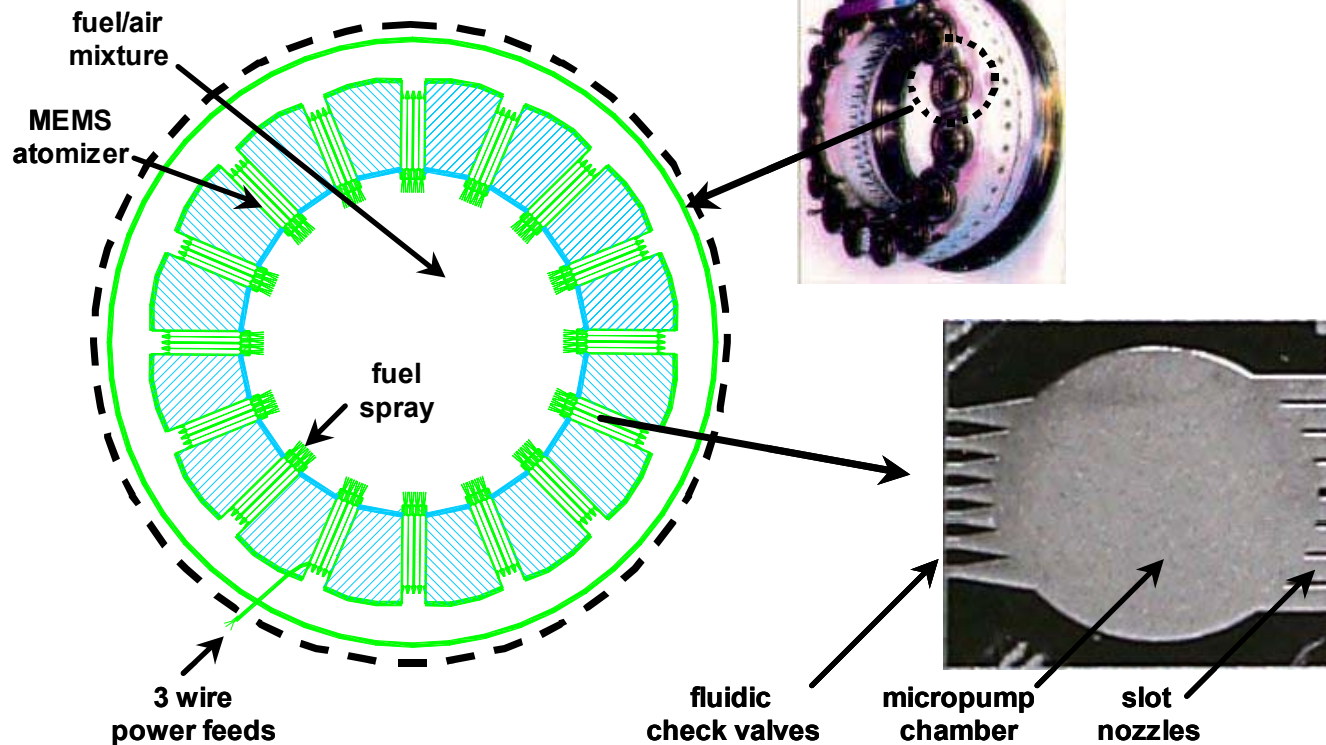 fuel/air
mixture
MEMS
atomizer
fuel
spray
3 wire
power feeds
fluidic
check valves
micropump
chamber
slot
nozzles